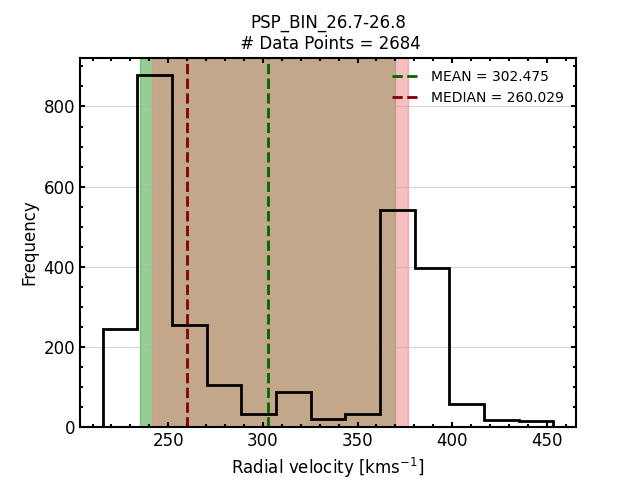 PSP_BIN_26.7-26.8
# Data Points = 2684
MEAN = 302.475
MEDIAN = 260.029
Frequency
800
600
400
200
0
250
300
350
400
450
Radial velocity [kms⁻¹]